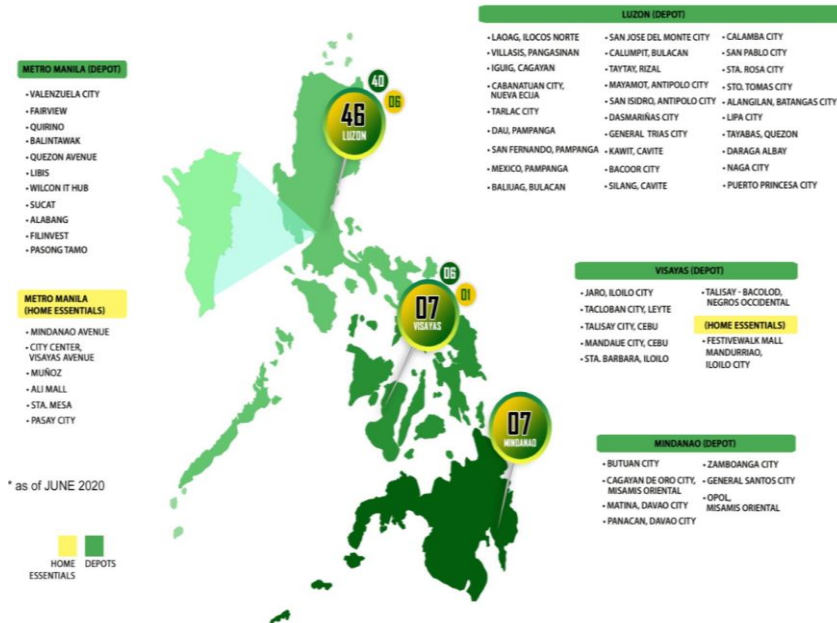 METRO MANILA (DEPOT)
• VALENZUELA CITY
• FAIRVIEW
• QUIRINO
• BALINTAWAK
• QUEZON AVENUE
• LIBIS
• WILCON IT HUB
• SUCAT
• ALABANG
• FILINVEST
• PASONG TAMO
METRO MANILA
(HOME ESSENTIALS)
• MINDANAO AVENUE
• CITY CENTER,
VISAYAS AVENUE
• MUÑOZ
• ALI MALL
• STA. MESA
• PASAY CITY
* as of JUNE 2020
HOME
ESSENTIALS
DEPOTS
40
06
46
LUZON
06
01
07
VISAYAS
07
MINDANAO
LUZON (DEPOT)
• LAOAG, ILOCOS NORTE
• VILLASIS, PANGASINAN
• IGUIG, CAGAYAN
• CABANATUAN CITY,
NUEVA ECIJA
• TARLAC CITY
• DAU, PAMPANGA
• SAN FERNANDO, PAMPANGA
• MEXICO, PAMPANGA
• BALIUAG, BULACAN
• SAN JOSE DEL MONTE CITY
• CALUMPIT, BULACAN
• TAYTAY, RIZAL
• MAYAMOT, ANTIPOLO CITY
• SAN ISIDRO, ANTIPOLO CITY
• DASMARIÑAS CITY
• GENERAL TRIAS CITY
• KAWIT, CAVITE
• BACOOR CITY
• SILANG, CAVITE
• CALAMBA CITY
• SAN PABLO CITY
• STA. ROSA CITY
• STO. TOMAS CITY
• ALANGILAN, BATANGAS CITY
• LIPA CITY
• TAYABAS, QUEZON
• DARAGA ALBAY
• NAGA CITY
• PUERTO PRINCESA CITY
VISAYAS (DEPOT)
• JARO, ILOILO CITY
• TACLOBAN CITY, LEYTE
• TALISAY CITY, CEBU
• MANDAUE CITY, CEBU
• STA. BARBARA, ILOILO
• TALISAY - BACOLOD,
NEGROS OCCIDENTAL
(HOME ESSENTIALS)
• FESTIVEWALK MALL
MANDURRIAO,
ILOILO CITY
MINDANAO (DEPOT)
• BUTUAN CITY
• CAGAYAN DE ORO CITY,
MISAMIS ORIENTAL
• MATINA, DAVAO CITY
• PANACAN, DAVAO CITY
• ZAMBOANGA CITY
• GENERAL SANTOS CITY
• OPOL,
MISAMIS ORIENTAL